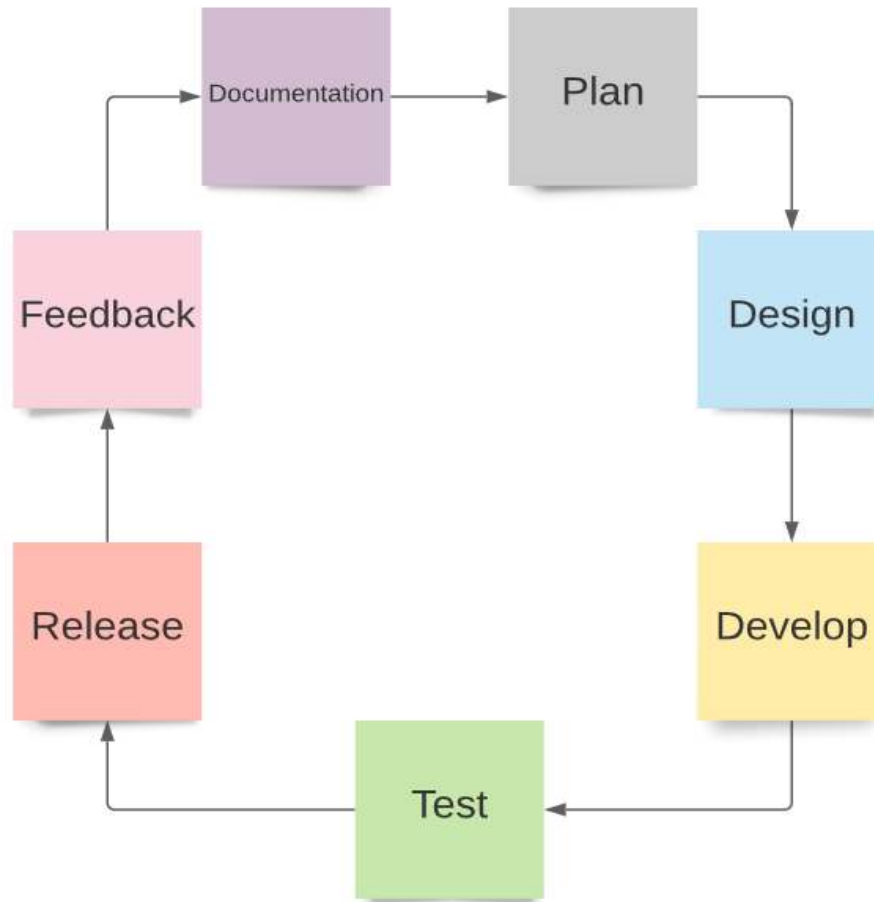 Documentation
Plan
Design
Develop
Test
Release
Feedback